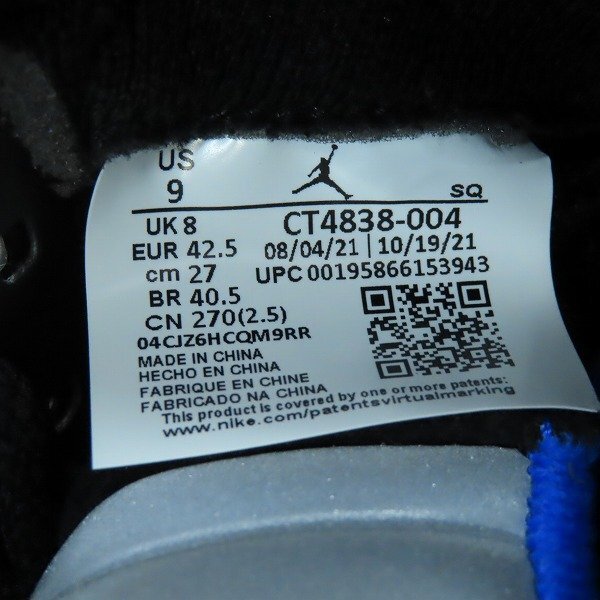 US
9
SQ
UK 8 CT4838-004
EUR 42.5 08/04/21 | 10/19/21
cm 27 UPC 00195866153943
BR 40.5
CN 270(2.5)
04CJZ6HCQM9RR
MADE IN CHINA
HECHO EN CHINA
FABRIQUE EN CHINE
FABRICADO NA CHINA
This product is covered by one or more
www.nike.com/patentsvirtualmarking